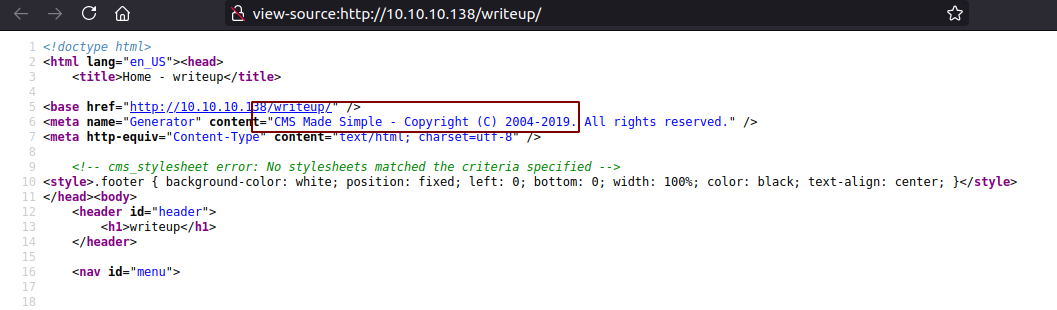 view-source:http://10.10.10.138/writeup/
1 <!doctype html>
2 <html lang="en_US"><head>
3 <title>Home - writeup</title>
4
5 <base href="http://10.10.10.138/writeup/" />
6 <meta name="Generator" content="CMS Made Simple - Copyright (C) 2004-2019. All rights reserved." />
7 <meta http-equiv="Content-Type" content="text/html; charset=utf-8" />
8
9 <!-- cms_stylesheet error: No stylesheets matched the criteria specified -->
10 <style>.footer { background-color: white; position: fixed; left: 0; bottom: 0; width: 100%; color: black; text-align: center; }</style>
11 </head><body>
12 <header id="header">
13 <h1>writeup</h1>
14 </header>
15
16 <nav id="menu">
17
18